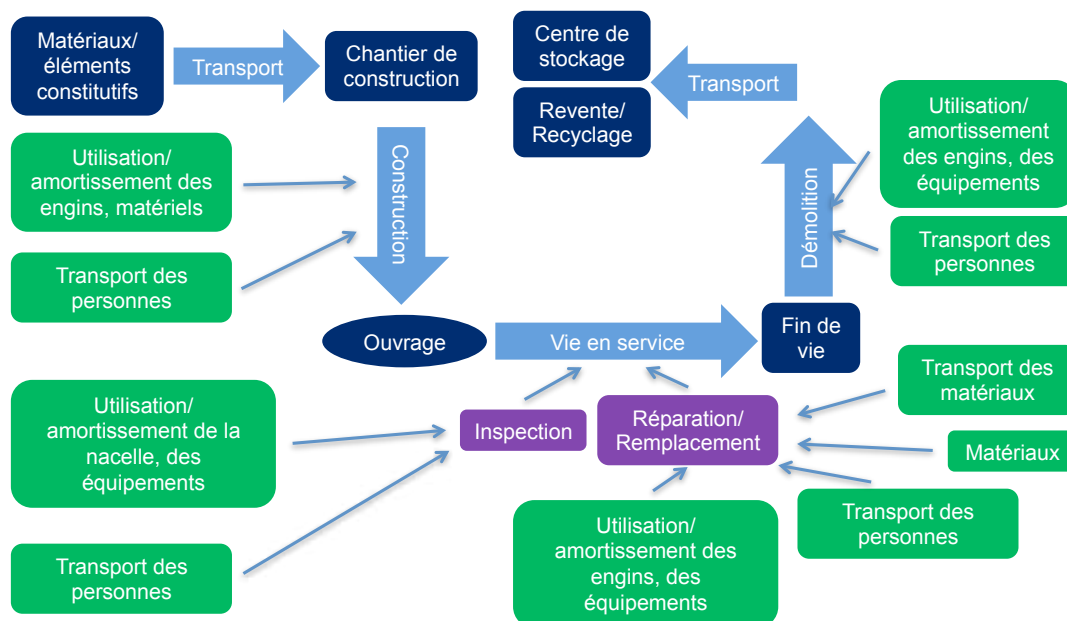 Matériaux/
éléments
constitutifs
Transport
Chantier de
construction
Centre de
stockage
Revente/
Recyclage
Transport
Utilisation/
amortissement
des engins, des
équipements
Transport des
personnes
Démolition
Utilisation/
amortissement des
engins, matériels
Transport des
personnes
Construction
Ouvrage
Vie en service
Fin de
vie
Utilisation/
amortissement de la
nacelle, des
équipements
Transport des
personnes
Inspection
Réparation/
Remplacement
Transport des
matériaux
Matériaux
Transport des
personnes
Utilisation/
amortissement des
engins, des
équipements